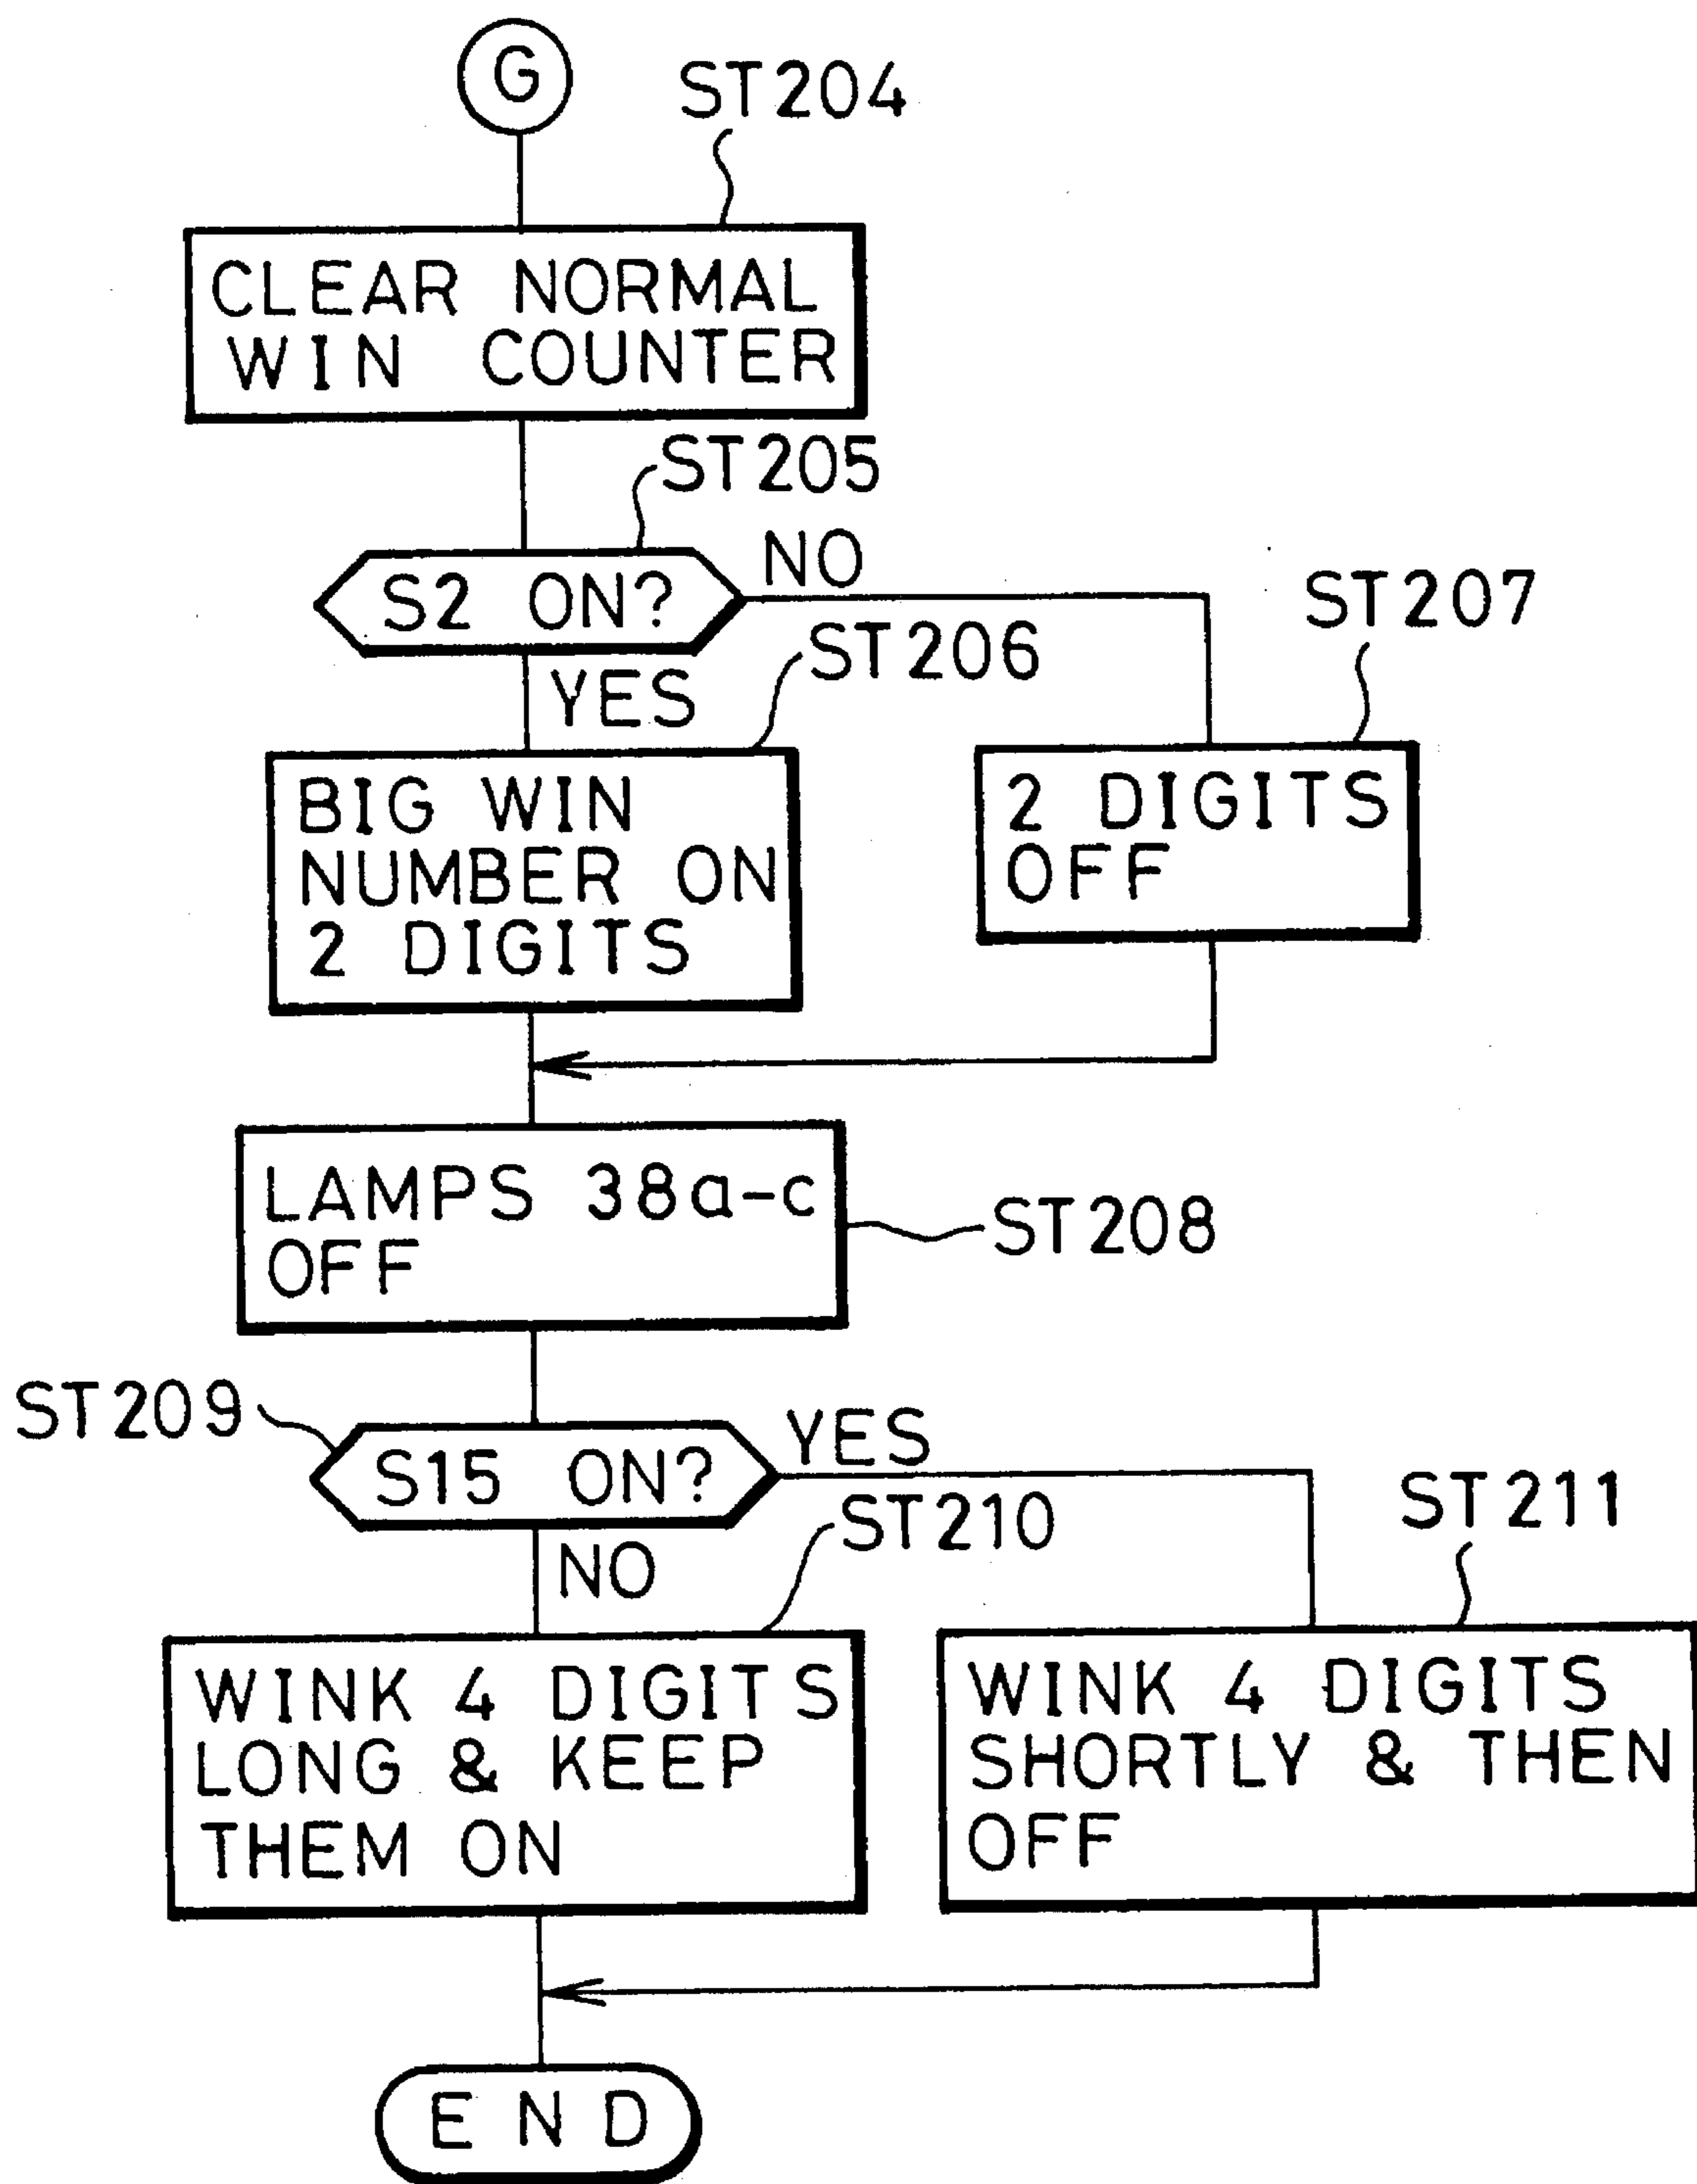 G
ST204
CLEAR NORMAL
WIN COUNTER
ST205
S2 ON?
NO
YES
ST206
ST207
BIG WIN
NUMBER ON
2 DIGITS
2 DIGITS
OFF
LAMPS 38a-c
OFF
ST208
ST209
S15 ON?
YES
NO
ST210
ST211
WINK 4 DIGITS
LONG & KEEP
THEM ON
WINK 4 DIGITS
SHORTLY & THEN
OFF
END